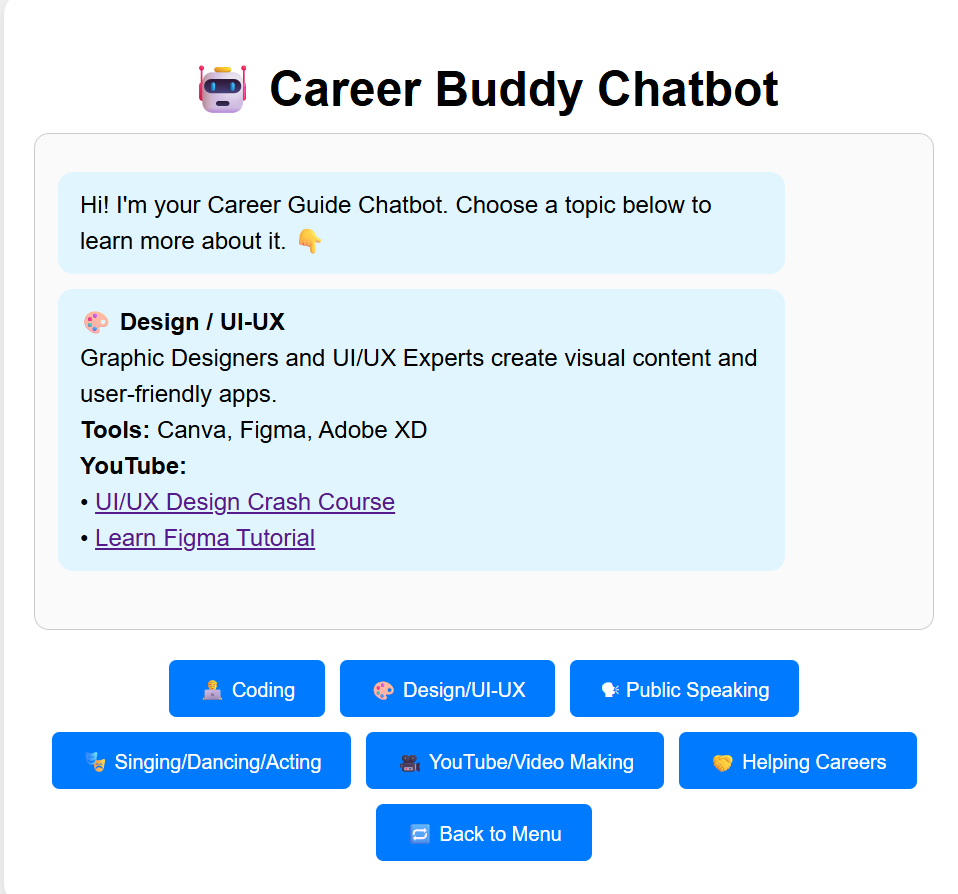 🤖 Career Buddy Chatbot
Hi! I'm your Career Guide Chatbot. Choose a topic below to
learn more about it. 👇
🎨 Design / UI-UX
Graphic Designers and UI/UX Experts create visual content and
user-friendly apps.
Tools: Canva, Figma, Adobe XD
YouTube:
• UI/UX Design Crash Course
• Learn Figma Tutorial
🧑‍💻 Coding
🎨 Design/UI-UX
🗣 Public Speaking
🎭 Singing/Dancing/Acting
🎥 YouTube/Video Making
🤝 Helping Careers
🔁 Back to Menu